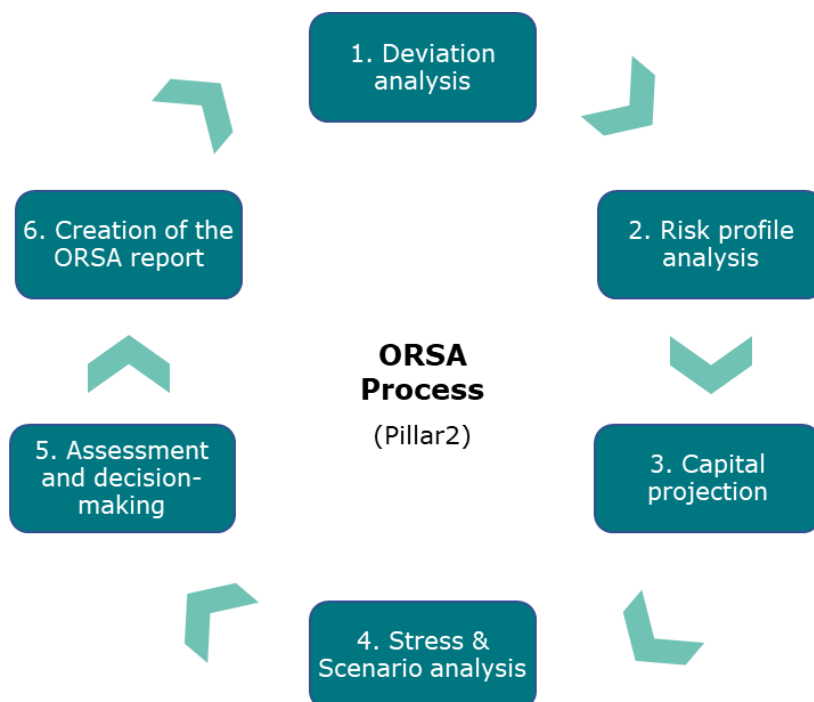 1. Deviation
analysis
2. Risk profile
analysis
3. Capital
projection
4. Stress &
Scenario analysis
5. Assessment
and decision-
making
6. Creation of the
ORSA report
ORSA
Process
(Pillar2)